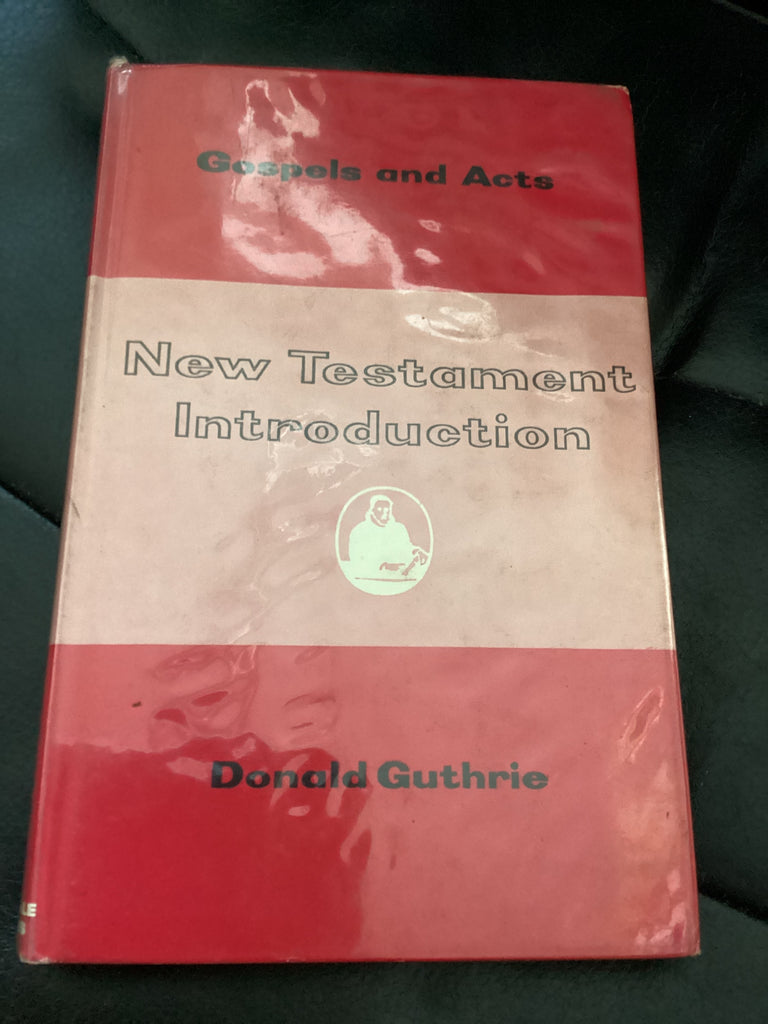 Gospels and Acts
New Testament
Introduction
Donald Guthrie